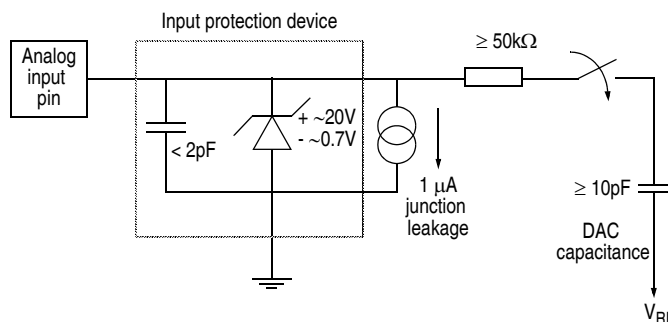 Input protection device
Analog
input
pin
≥ 50kΩ
+ ~20V
- ~0.7V
< 2pF
1 µA
junction
leakage
≥ 10pF
DAC
capacitance